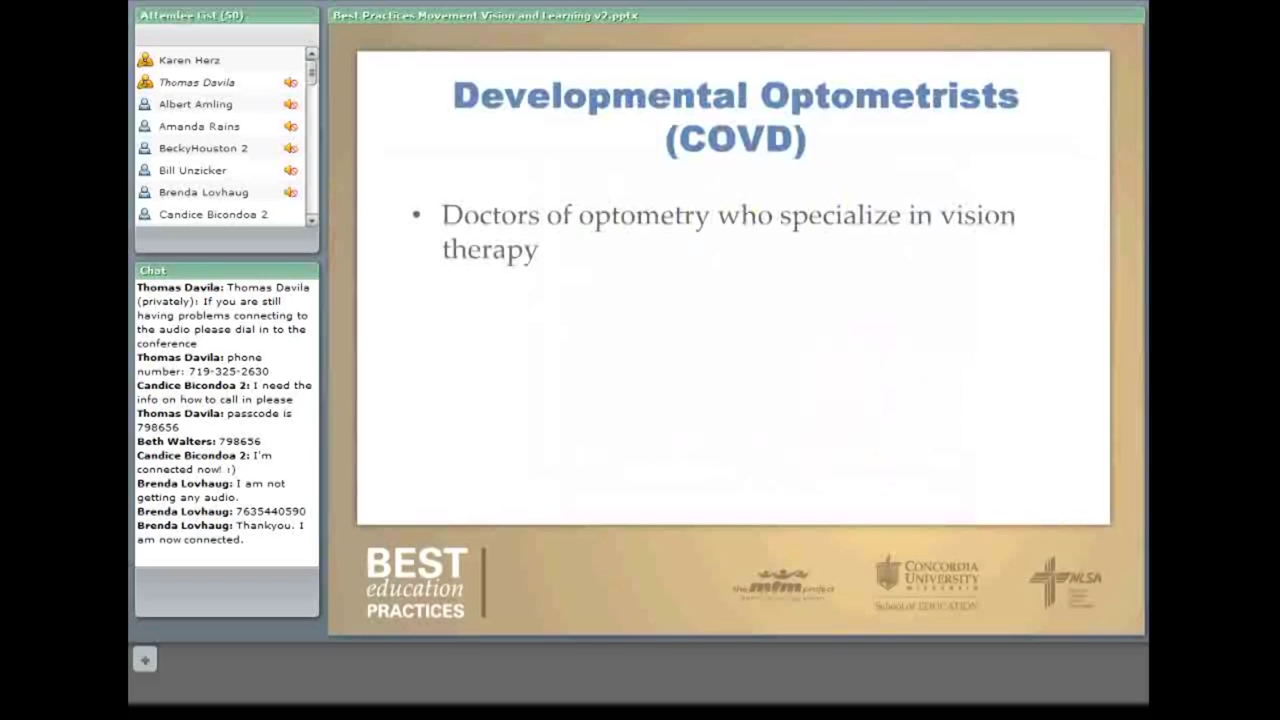 Attendee List (50)
Karen Herz
Thomas Davila
Albert Amling
Amanda Rains
BeckyHouston 2
Bill Unzicker
Brenda Lovhaug
Candice Bicondoa 2
Chat
Thomas Davila: Thomas Davila
(privately): If you are still
having problems connecting to
the audio please dial in to the
conference
Thomas Davila: phone
number: 719-325-2630
Candice Bicondoa 2: I need the
info on how to call in please
Thomas Davila: passcode is
798656
Beth Walters: 798656
Candice Bicondoa 2: I'm
connected now! :)
Brenda Lovhaug: I am not
getting any audio.
Brenda Lovhaug: 7635440590
Brenda Lovhaug: Thankyou. I
am now connected.
Best Practices Movement Vision and Learning v2.pptx
Developmental Optometrists
(COVD)
• Doctors of optometry who specialize in vision
therapy
BEST
education
PRACTICES
the mfm project
CONCORDIA
UNIVERSITY
WISCONSIN
School of EDUCATION
NLSA